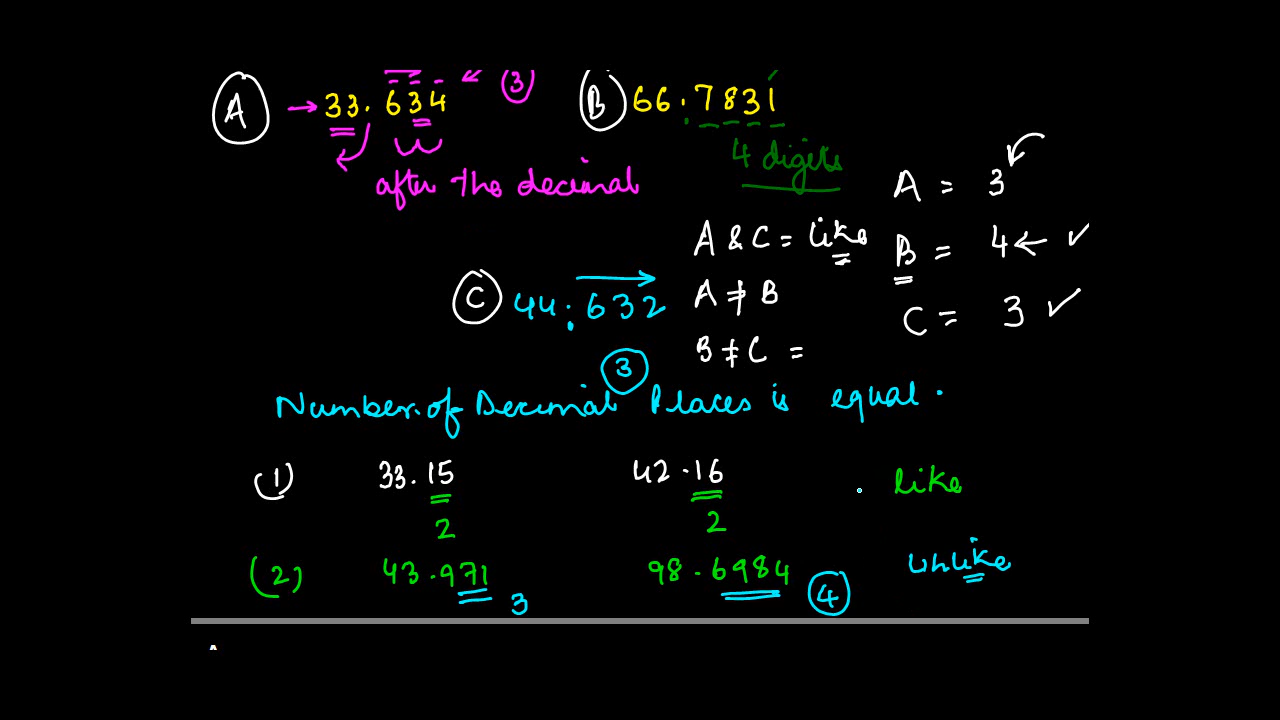 A → 33.634 ← 3
B 66.7831
4 digits
after the decimal
A = 3
A & C = like
B = 4 ← ✓
C 44.632
A ≠ B
C = 3 ✓
B ≠ C =
3
Number of Decimal Places is equal.
(1) 33.15 42.16 like
2 2
(2) 43.971 98.6984 unlike
3 4